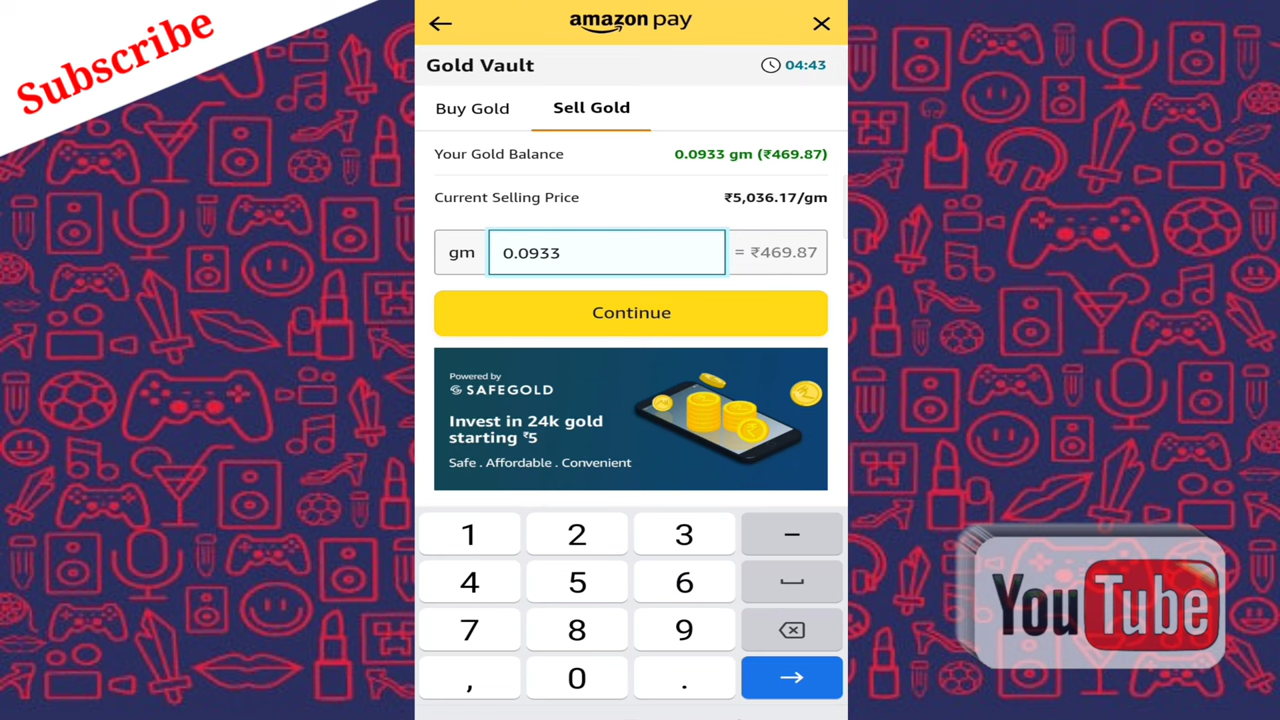 Subscribe
amazon pay
Gold Vault
04:43
Buy Gold
Sell Gold
Your Gold Balance
0.0933 gm (₹469.87)
Current Selling Price
₹5,036.17/gm
gm
0.0933
= ₹469.87
Continue
Powered by
SAFEGOLD
Invest in 24k gold
starting ₹5
Safe . Affordable . Convenient
1 2 3 −
4 5 6
7 8 9
, 0 .
YouTube